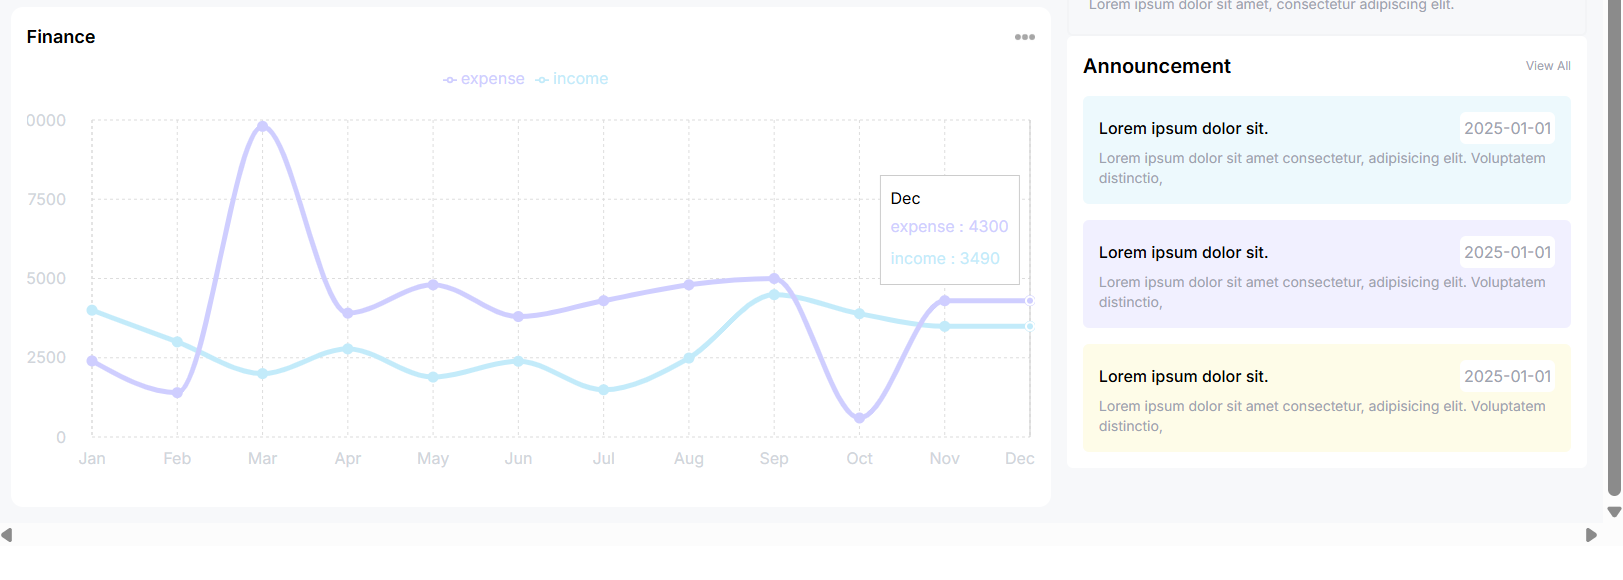 Finance
expense income
0000
7500
5000
2500
0
Jan Feb Mar Apr May Jun Jul Aug Sep Oct Nov Dec
Dec
expense : 4300
income : 3490
Lorem ipsum dolor sit amet, consectetur adipiscing elit.
Announcement View All
Lorem ipsum dolor sit. 2025-01-01
Lorem ipsum dolor sit amet consectetur, adipisicing elit. Voluptatem
distinctio,
Lorem ipsum dolor sit. 2025-01-01
Lorem ipsum dolor sit amet consectetur, adipisicing elit. Voluptatem
distinctio,
Lorem ipsum dolor sit. 2025-01-01
Lorem ipsum dolor sit amet consectetur, adipisicing elit. Voluptatem
distinctio,